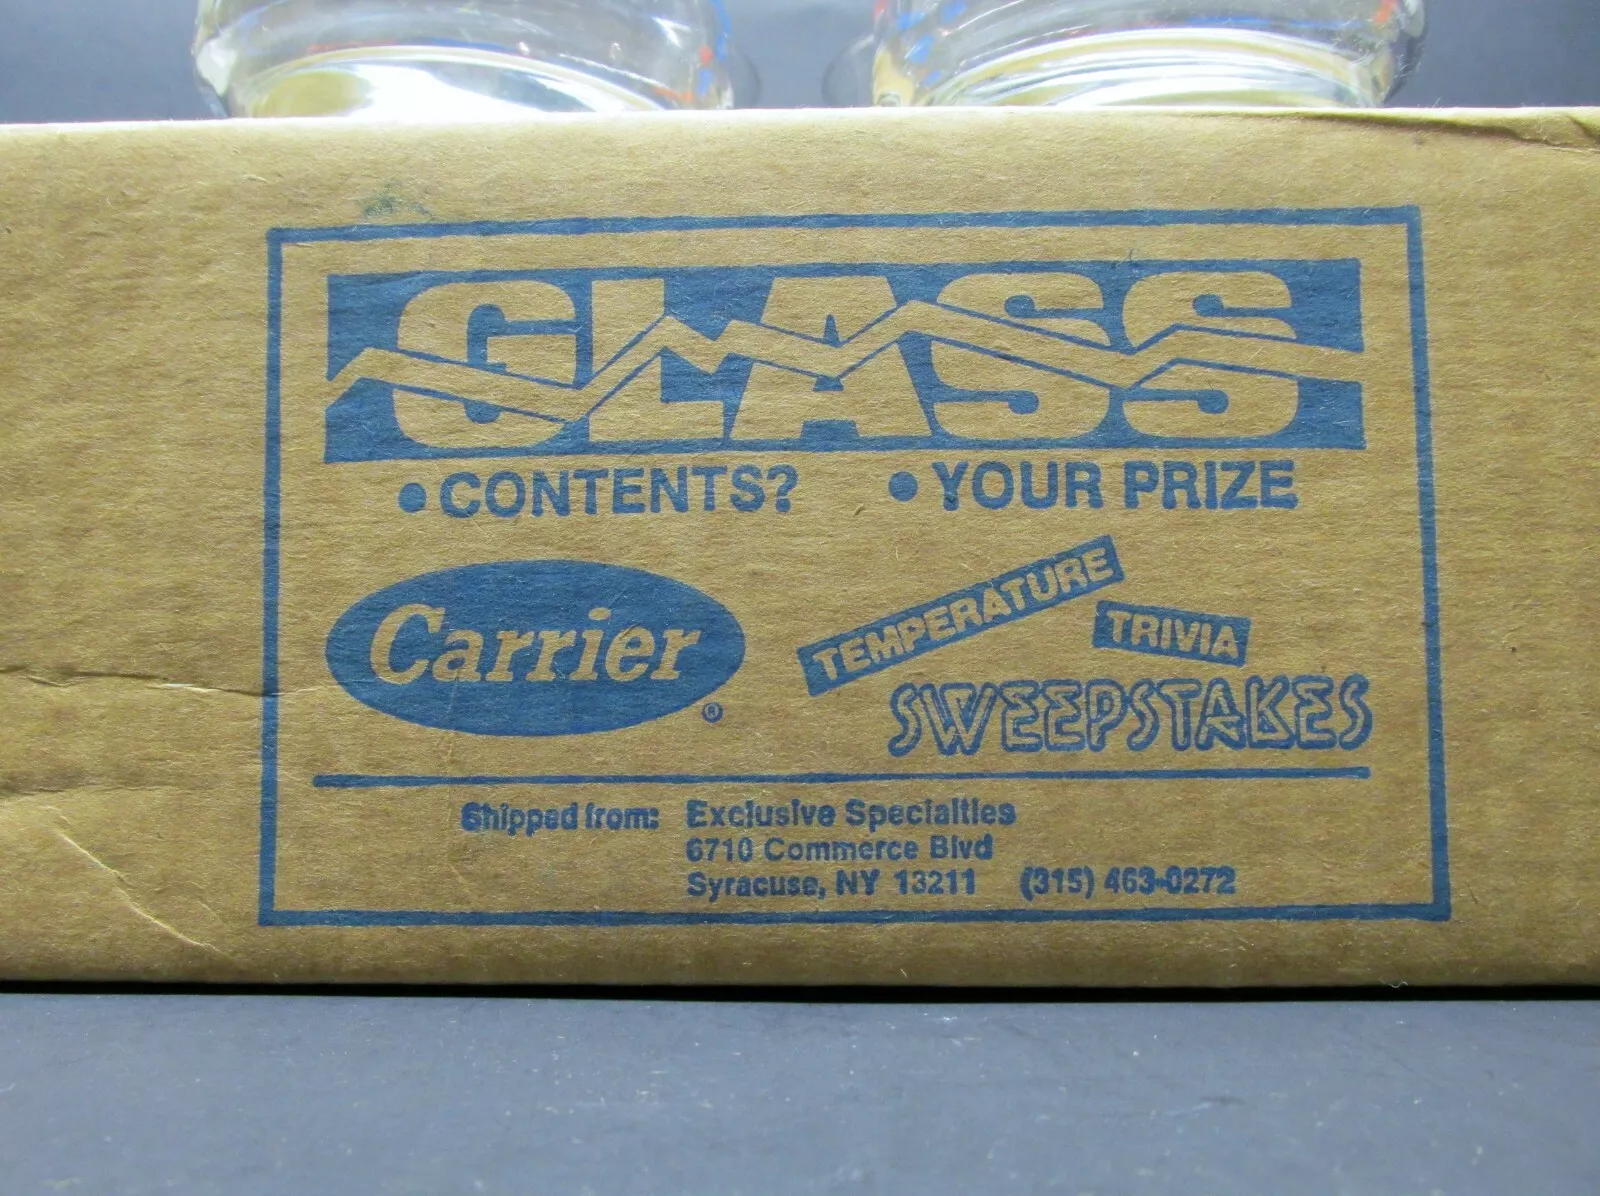 GLASS
• CONTENTS? • YOUR PRIZE
Carrier ®
TEMPERATURE
TRIVIA
SWEEPSTAKES
Shipped from: Exclusive Specialties
6710 Commerce Blvd
Syracuse, NY 13211 (315) 463-0272